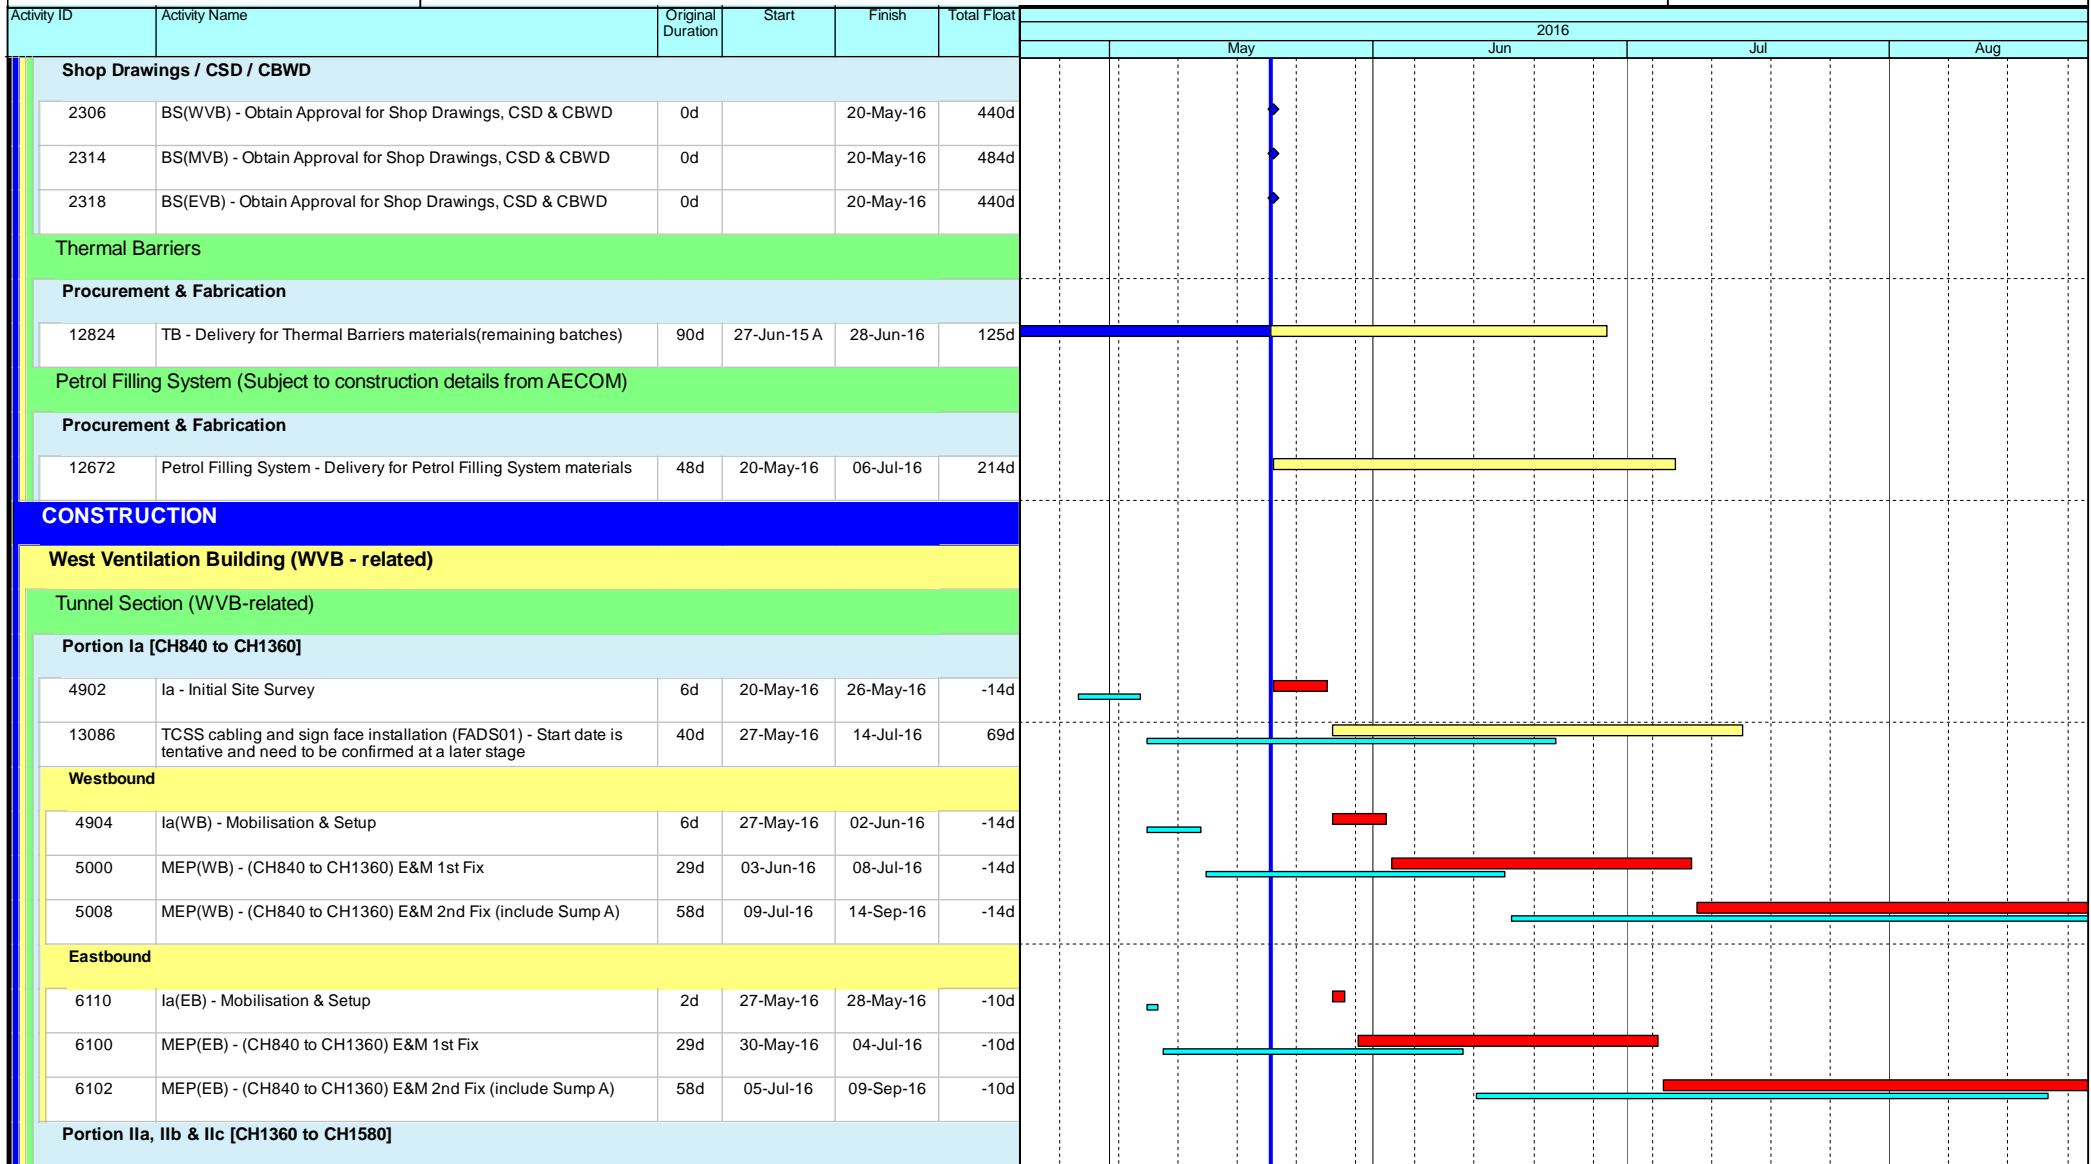 Activity ID Activity Name Original Duration Start Finish Total Float
2016
May Jun Jul Aug
Shop Drawings / CSD / CBWD
2306 BS(WVB) - Obtain Approval for Shop Drawings, CSD & CBWD 0d 20-May-16 440d
2314 BS(MVB) - Obtain Approval for Shop Drawings, CSD & CBWD 0d 20-May-16 484d
2318 BS(EVB) - Obtain Approval for Shop Drawings, CSD & CBWD 0d 20-May-16 440d
Thermal Barriers
Procurement & Fabrication
12824 TB - Delivery for Thermal Barriers materials(remaining batches) 90d 27-Jun-15 A 28-Jun-16 125d
Petrol Filling System (Subject to construction details from AECOM)
Procurement & Fabrication
12672 Petrol Filling System - Delivery for Petrol Filling System materials 48d 20-May-16 06-Jul-16 214d
CONSTRUCTION
West Ventilation Building (WVB - related)
Tunnel Section (WVB-related)
Portion Ia [CH840 to CH1360]
4902 Ia - Initial Site Survey 6d 20-May-16 26-May-16 -14d
13086 TCSS cabling and sign face installation (FADS01) - Start date is 40d 27-May-16 14-Jul-16 69d
tentative and need to be confirmed at a later stage
Westbound
4904 Ia(WB) - Mobilisation & Setup 6d 27-May-16 02-Jun-16 -14d
5000 MEP(WB) - (CH840 to CH1360) E&M 1st Fix 29d 03-Jun-16 08-Jul-16 -14d
5008 MEP(WB) - (CH840 to CH1360) E&M 2nd Fix (include Sump A) 58d 09-Jul-16 14-Sep-16 -14d
Eastbound
6110 Ia(EB) - Mobilisation & Setup 2d 27-May-16 28-May-16 -10d
6100 MEP(EB) - (CH840 to CH1360) E&M 1st Fix 29d 30-May-16 04-Jul-16 -10d
6102 MEP(EB) - (CH840 to CH1360) E&M 2nd Fix (include Sump A) 58d 05-Jul-16 09-Sep-16 -10d
Portion IIa, IIb & IIc [CH1360 to CH1580]